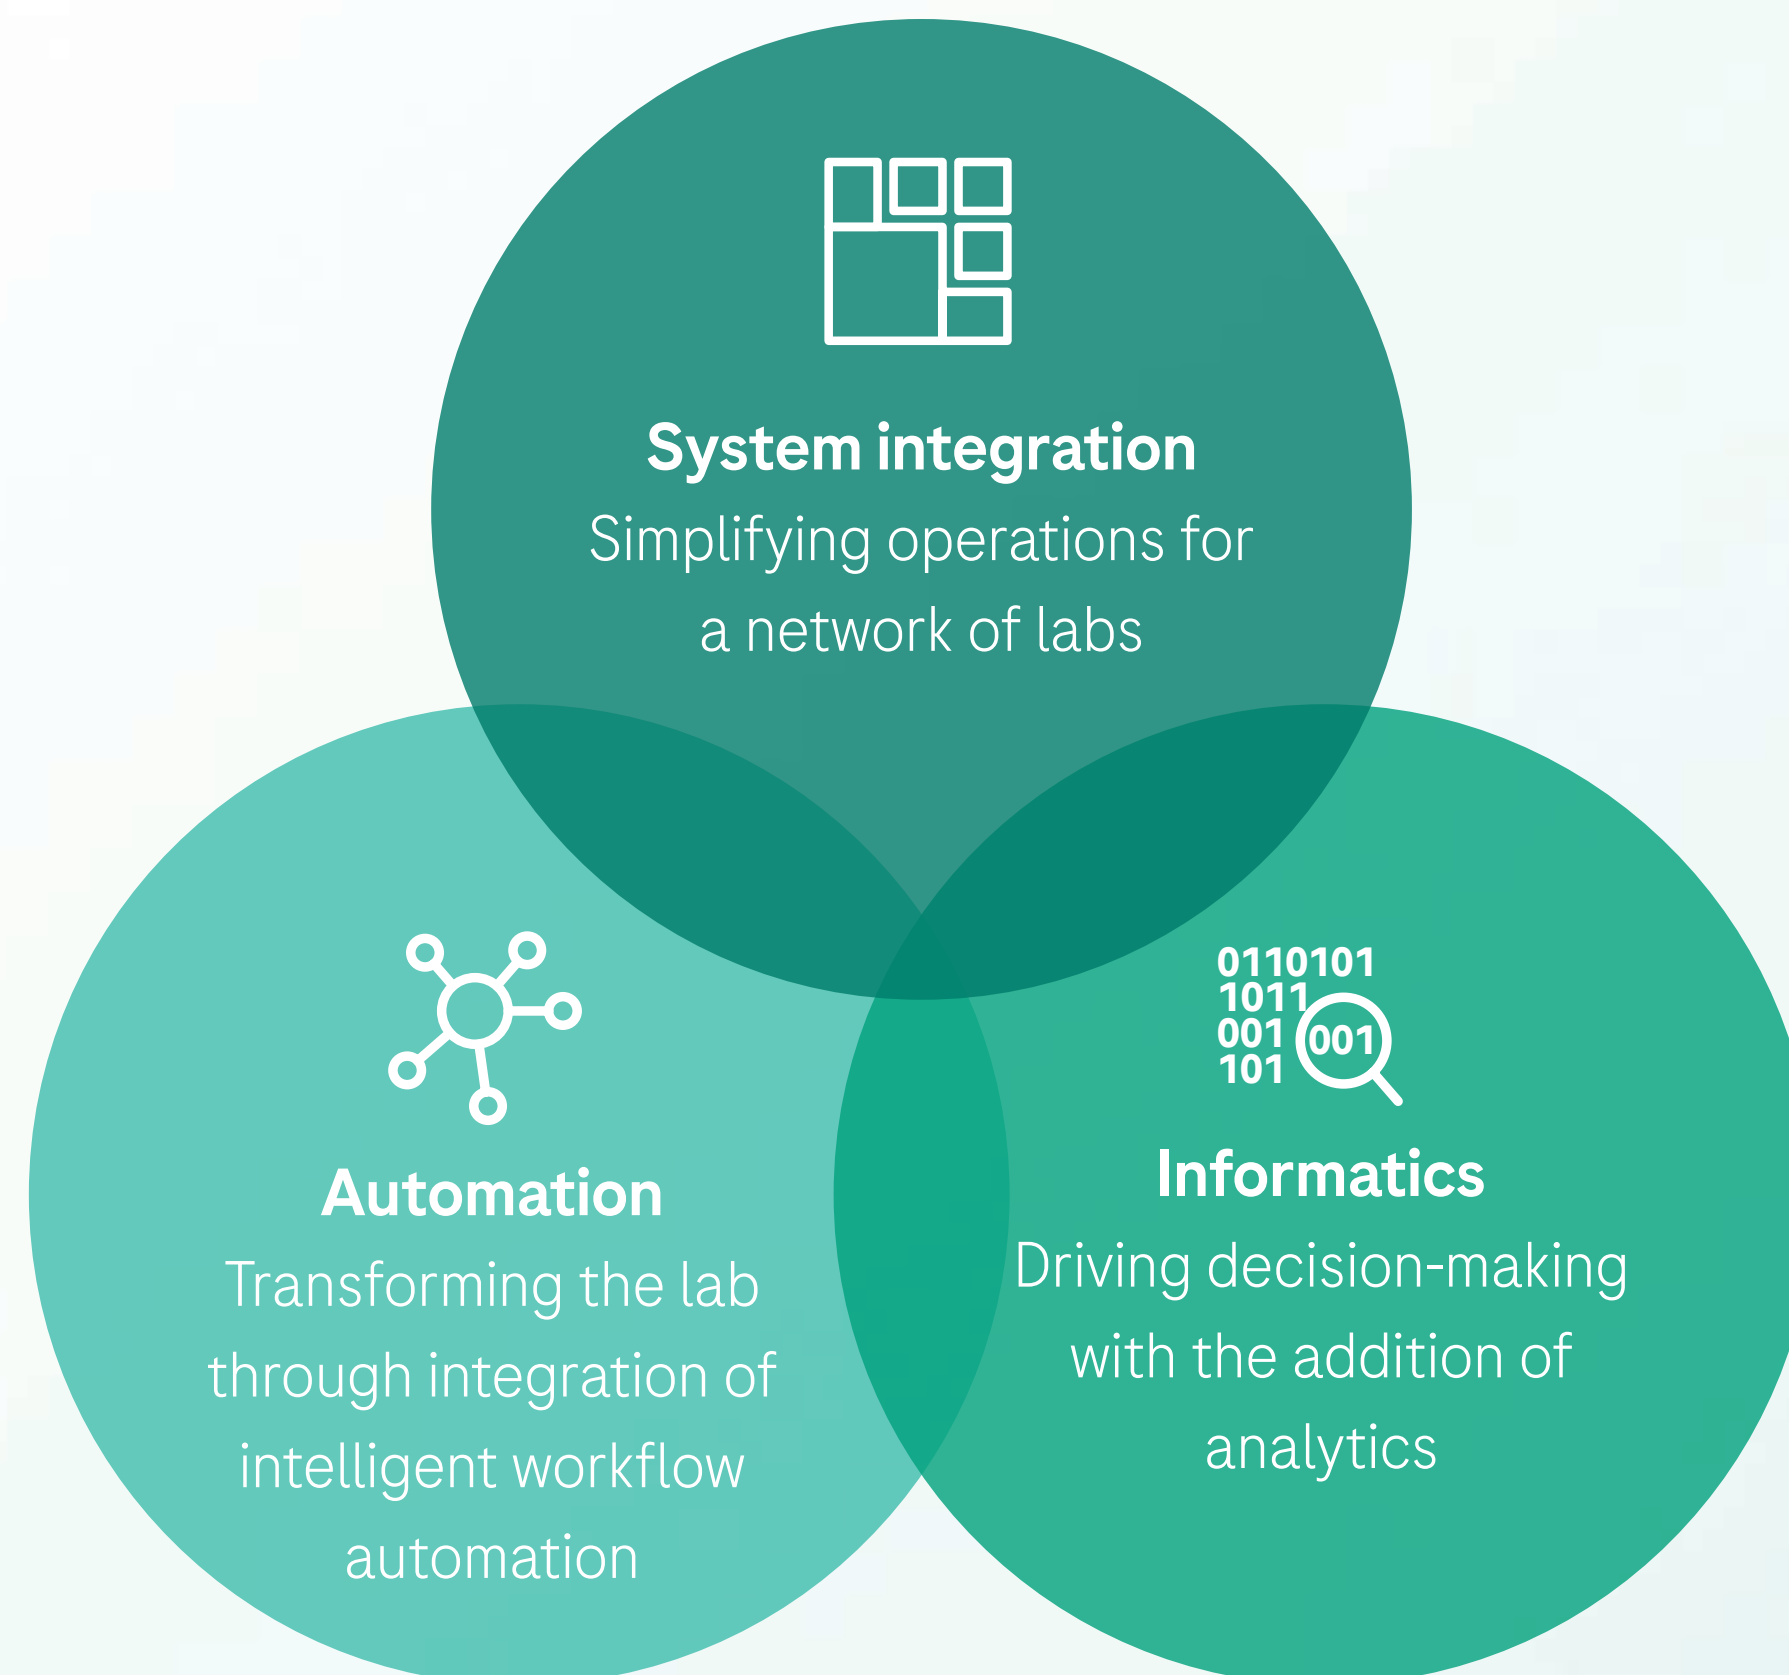 System integration
Simplifying operations for
a network of labs
Automation
Transforming the lab
through integration of
intelligent workflow
automation
0110101
1011
001
101
001
Informatics
Driving decision-making
with the addition of
analytics